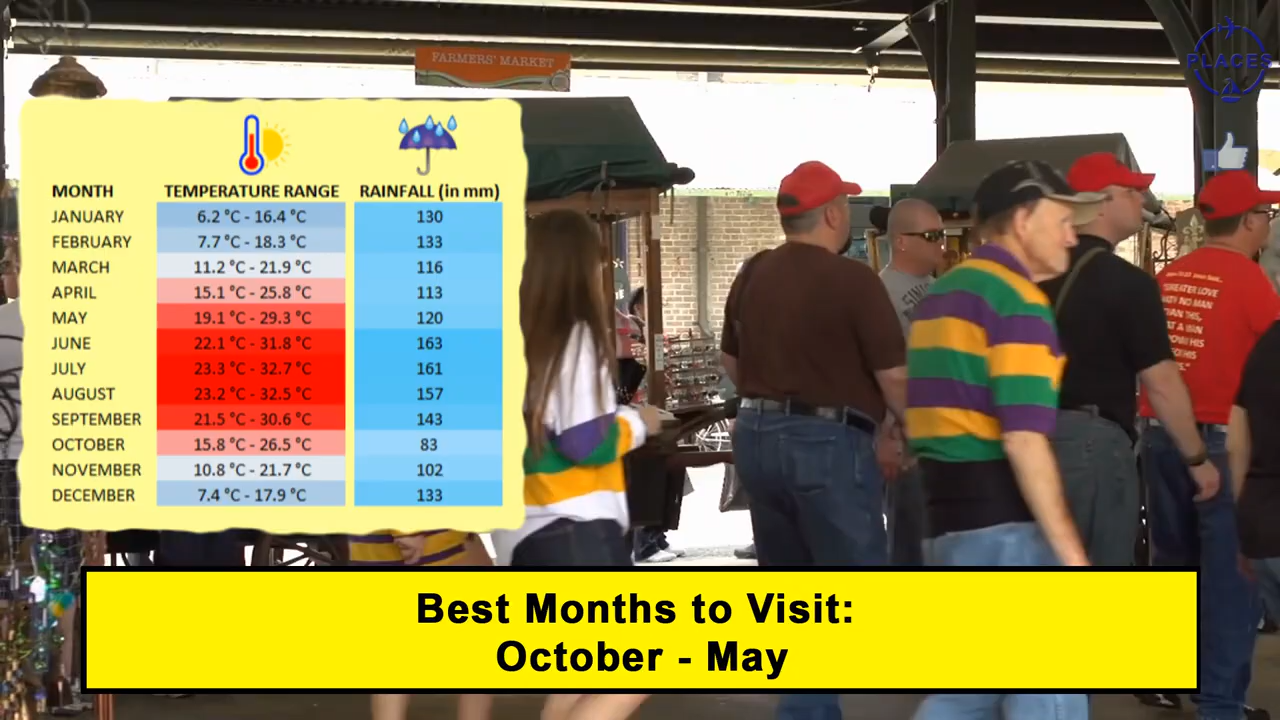 FARMERS' MARKET
PLACES
MONTH TEMPERATURE RANGE RAINFALL (in mm)
JANUARY 6.2 °C - 16.4 °C 130
FEBRUARY 7.7 °C - 18.3 °C 133
MARCH 11.2 °C - 21.9 °C 116
APRIL 15.1 °C - 25.8 °C 113
MAY 19.1 °C - 29.3 °C 120
JUNE 22.1 °C - 31.8 °C 163
JULY 23.3 °C - 32.7 °C 161
AUGUST 23.2 °C - 32.5 °C 157
SEPTEMBER 21.5 °C - 30.6 °C 143
OCTOBER 15.8 °C - 26.5 °C 83
NOVEMBER 10.8 °C - 21.7 °C 102
DECEMBER 7.4 °C - 17.9 °C 133
LOVE
NO MAN
HIS
Best Months to Visit:
October - May